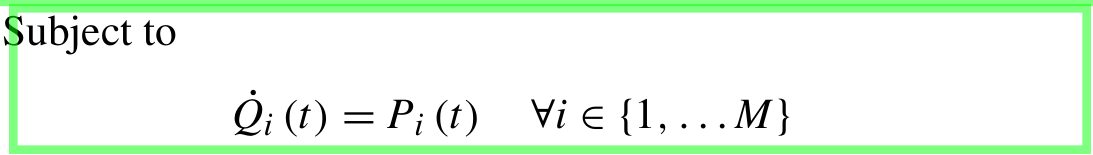 Subject to
Q̇ᵢ (t) = Pᵢ (t) ∀i ∈ {1, . . . M}